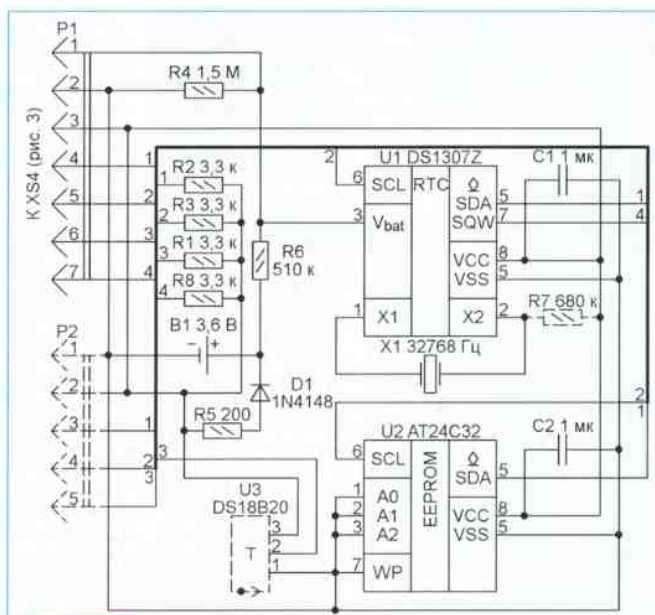 P1
1
2
3
4
5
6
7
К XS4 (рис. 3)
R4 1,5 М
1
2
3
4
1 R2 3,3 к
2 R3 3,3 к
3 R1 3,3 к
4 R8 3,3 к
B1 3,6 В
− +
R6
510 к
D1
1N4148
R5 200
P2
1
2
3
4
5
1
2
3
3
U3
DS18B20
T
3
2
1
U1 DS1307Z
2
6 SCL RTC Ω
SDA 5 1
SQW 7 4
3 Vbat
VCC 8
VSS 5
1 X1 X2 2
C1 1 мк
R7 680 к
X1 32768 Гц
2
1
U2 AT24C32
6 SCL EEPROM Ω
SDA 5
1 A0
2 A1
3 A2
VCC 8
VSS 5
7 WP
C2 1 мк